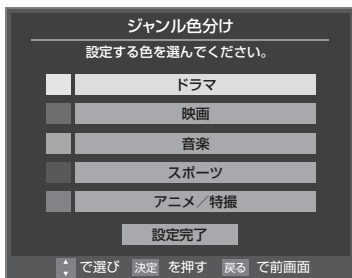 ジャンル色分け
設定する色を選んでください。
ドラマ
映画
音楽
スポーツ
アニメ／特撮
設定完了
で選び 決定 を押す 戻る で前画面